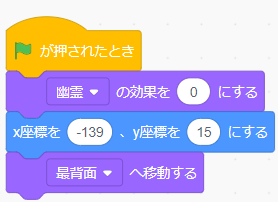 が押されたとき
幽霊 の効果を 0 にする
x座標を -139 、y座標を 15 にする
最背面 へ移動する